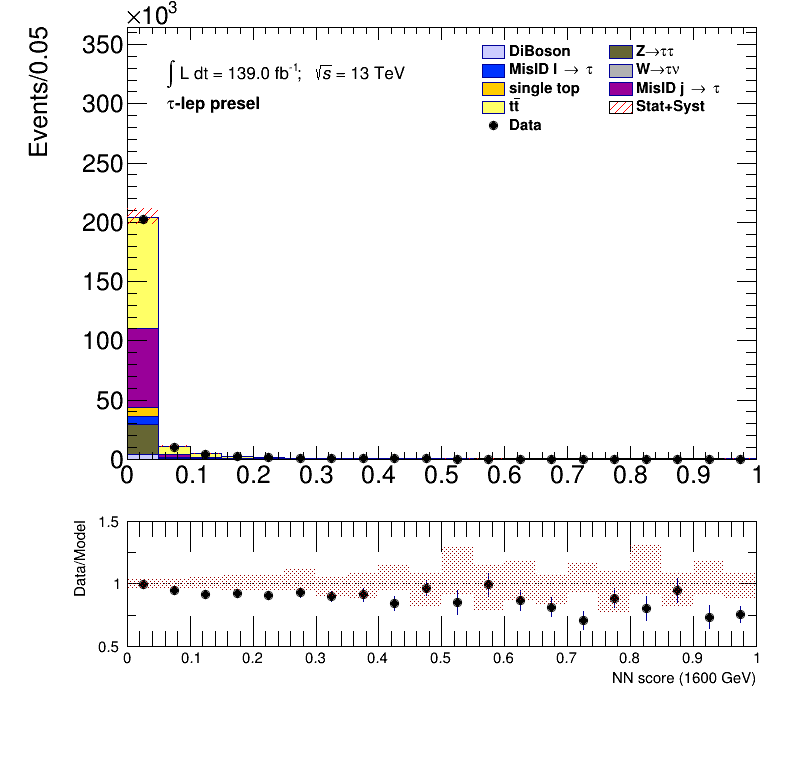 ×10³
Events/0.05
350
300
250
200
150
100
50
0
∫ L dt = 139.0 fb⁻¹; √s = 13 TeV
τ-lep presel
DiBoson
MisID l → τ
single top
tt̄
Data
Z→ττ
W→τν
MisID j → τ
Stat+Syst
0 0.1 0.2 0.3 0.4 0.5 0.6 0.7 0.8 0.9 1
Data/Model
1.5
1
0.5
0 0.1 0.2 0.3 0.4 0.5 0.6 0.7 0.8 0.9 1
NN score (1600 GeV)